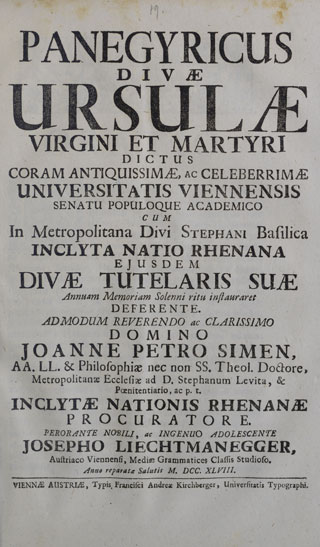 19.
PANEGYRICUS
DIVÆ
URSULÆ
VIRGINI ET MARTYRI
DICTUS
CORAM ANTIQUISSIMÆ, AC CELEBERRIMÆ
UNIVERSITATIS VIENNENSIS
SENATU POPULOQUE ACADEMICO
CUM
In Metropolitana Divi STEPHANI Basilica
INCLYTA NATIO RHENANA
EJUSDEM
DIVÆ TUTELARIS SUÆ
Annuam Memoriam Solenni ritu inſtauraret
DEFERENTE.
ADMODUM REVERENDO ac CLARISSIMO
DOMINO
JOANNE PETRO SIMEN,
AA. LL. & Philoſophiæ nec non SS. Theol. Doctore,
Metropolitanæ Eccleſiæ ad D. Stephanum Levita, &
Pœnitentiario, ac p. t.
INCLYTÆ NATIONIS RHENANÆ
PROCURATORE.
PERORANTE NOBILI, ac INGENUO ADOLESCENTE
JOSEPHO LIECHTMANEGGER,
Auſtriaco Viennenſi, Mediæ Grammatices Claſſis Studioſo.
Anno reparatæ Salutis M. DCC. XLVIII.
VIENNÆ AUSTRIÆ, Typis Franciſci Andreæ Kirchberger, Univerſitatis Typographi.